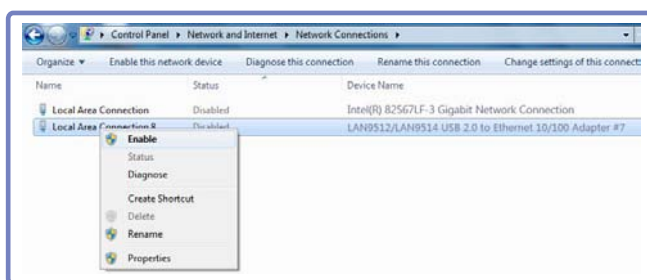 Control Panel ▸ Network and Internet ▸ Network Connections ▸
Organize ▾ Enable this network device Diagnose this connection Rename this connection Change settings of this connect
Name Status Device Name
Local Area Connection Disabled Intel(R) 82567LF-3 Gigabit Network Connection
Local Area Connection 8 Disabled LAN9512/LAN9514 USB 2.0 to Ethernet 10/100 Adapter #7
Enable
Status
Diagnose
Create Shortcut
Delete
Rename
Properties